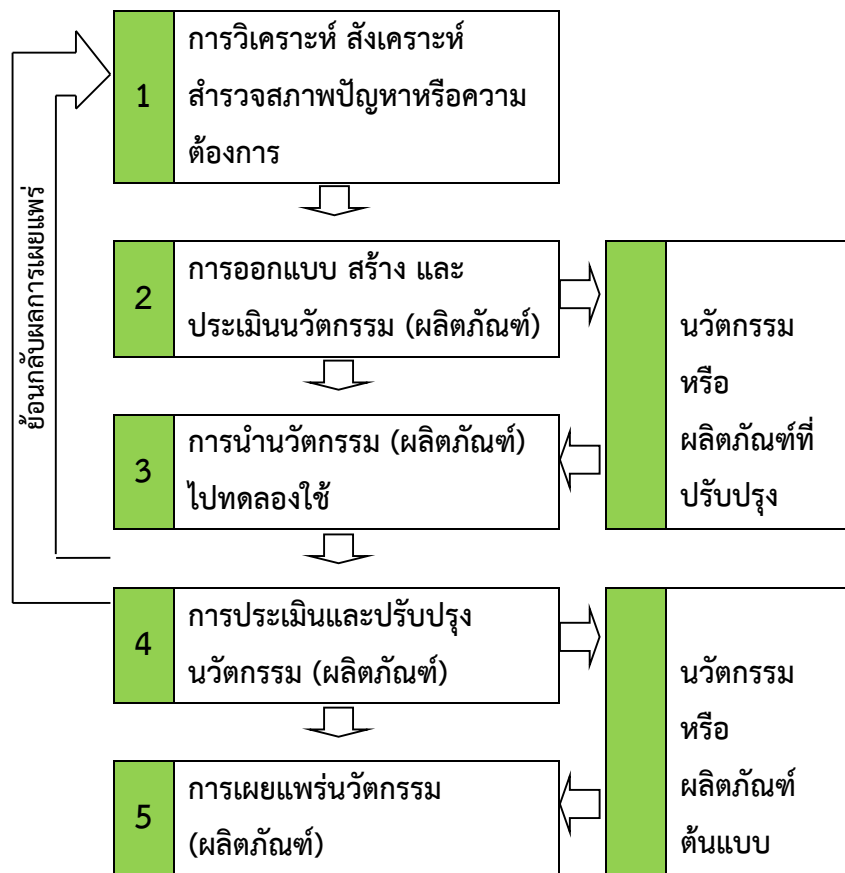 1
การวิเคราะห์ สังเคราะห์
สำรวจสภาพปัญหาหรือความ
ต้องการ
ย้อนกลับผลการเผยแพร่
2
การออกแบบ สร้าง และ
ประเมินนวัตกรรม (ผลิตภัณฑ์)
นวัตกรรม
หรือ
ผลิตภัณฑ์ที่
ปรับปรุง
3
การนำนวัตกรรม (ผลิตภัณฑ์)
ไปทดลองใช้
4
การประเมินและปรับปรุง
นวัตกรรม (ผลิตภัณฑ์)
นวัตกรรม
หรือ
ผลิตภัณฑ์
ต้นแบบ
5
การเผยแพร่นวัตกรรม
(ผลิตภัณฑ์)